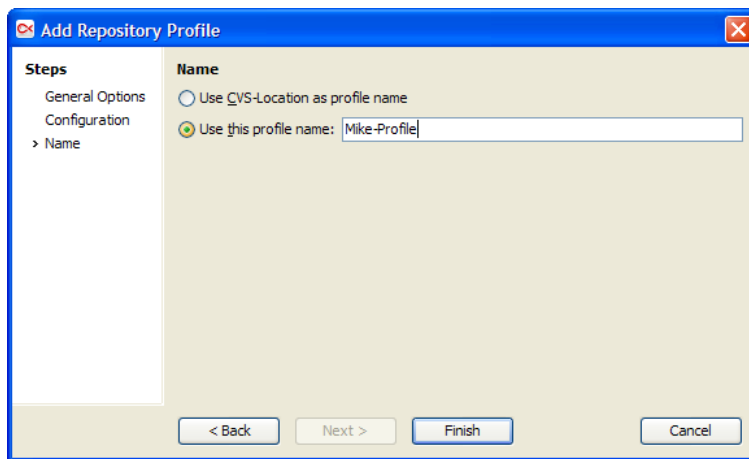 Add Repository Profile
Steps
General Options
Configuration
> Name
Name
Use CVS-Location as profile name
Use this profile name: Mike-Profile
< Back
Next >
Finish
Cancel